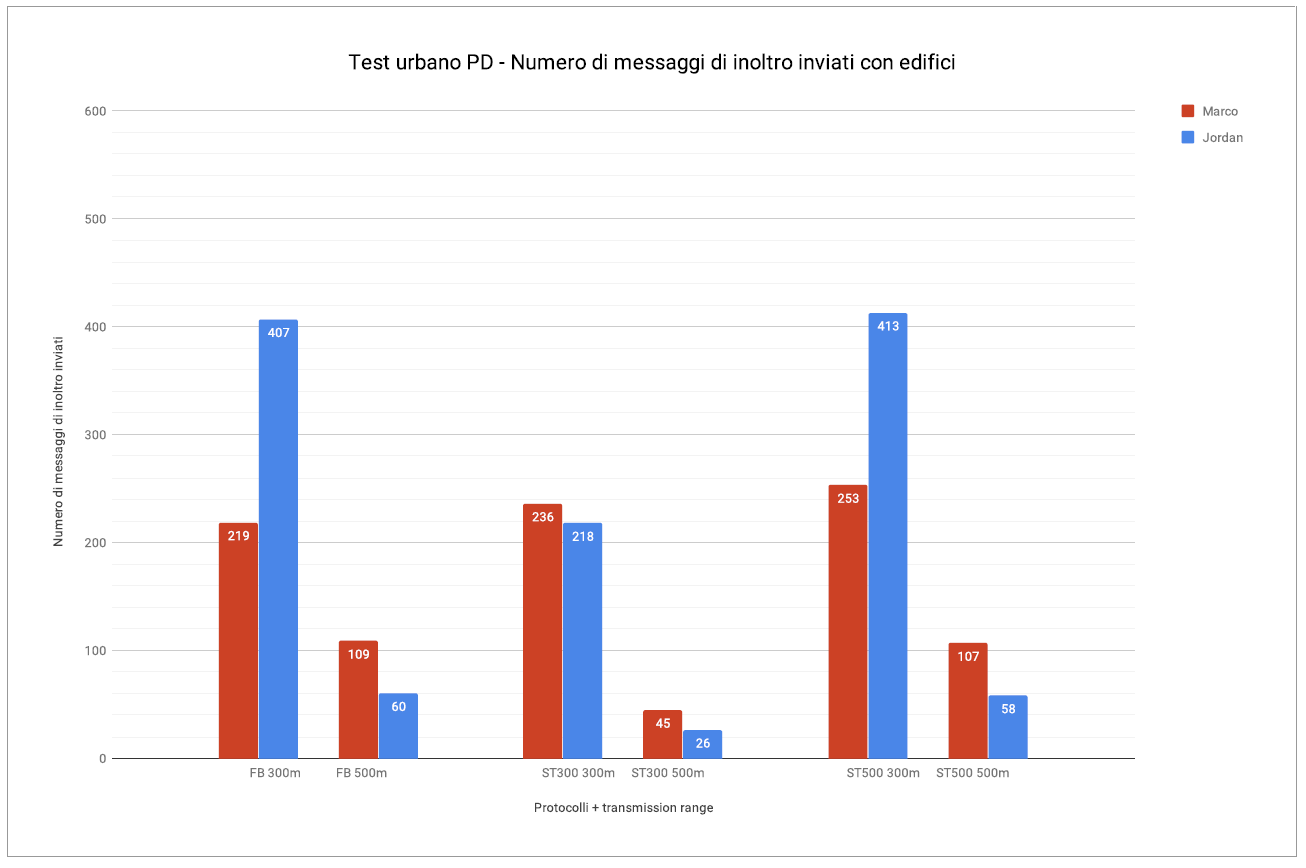 Test urbano PD - Numero di messaggi di inoltro inviati con edifici
Marco
Jordan
Numero di messaggi di inoltro inviati
600
500
400
300
200
100
0
219
407
109
60
236
218
45
26
253
413
107
58
FB 300m
FB 500m
ST300 300m
ST300 500m
ST500 300m
ST500 500m
Protocolli + transmission range